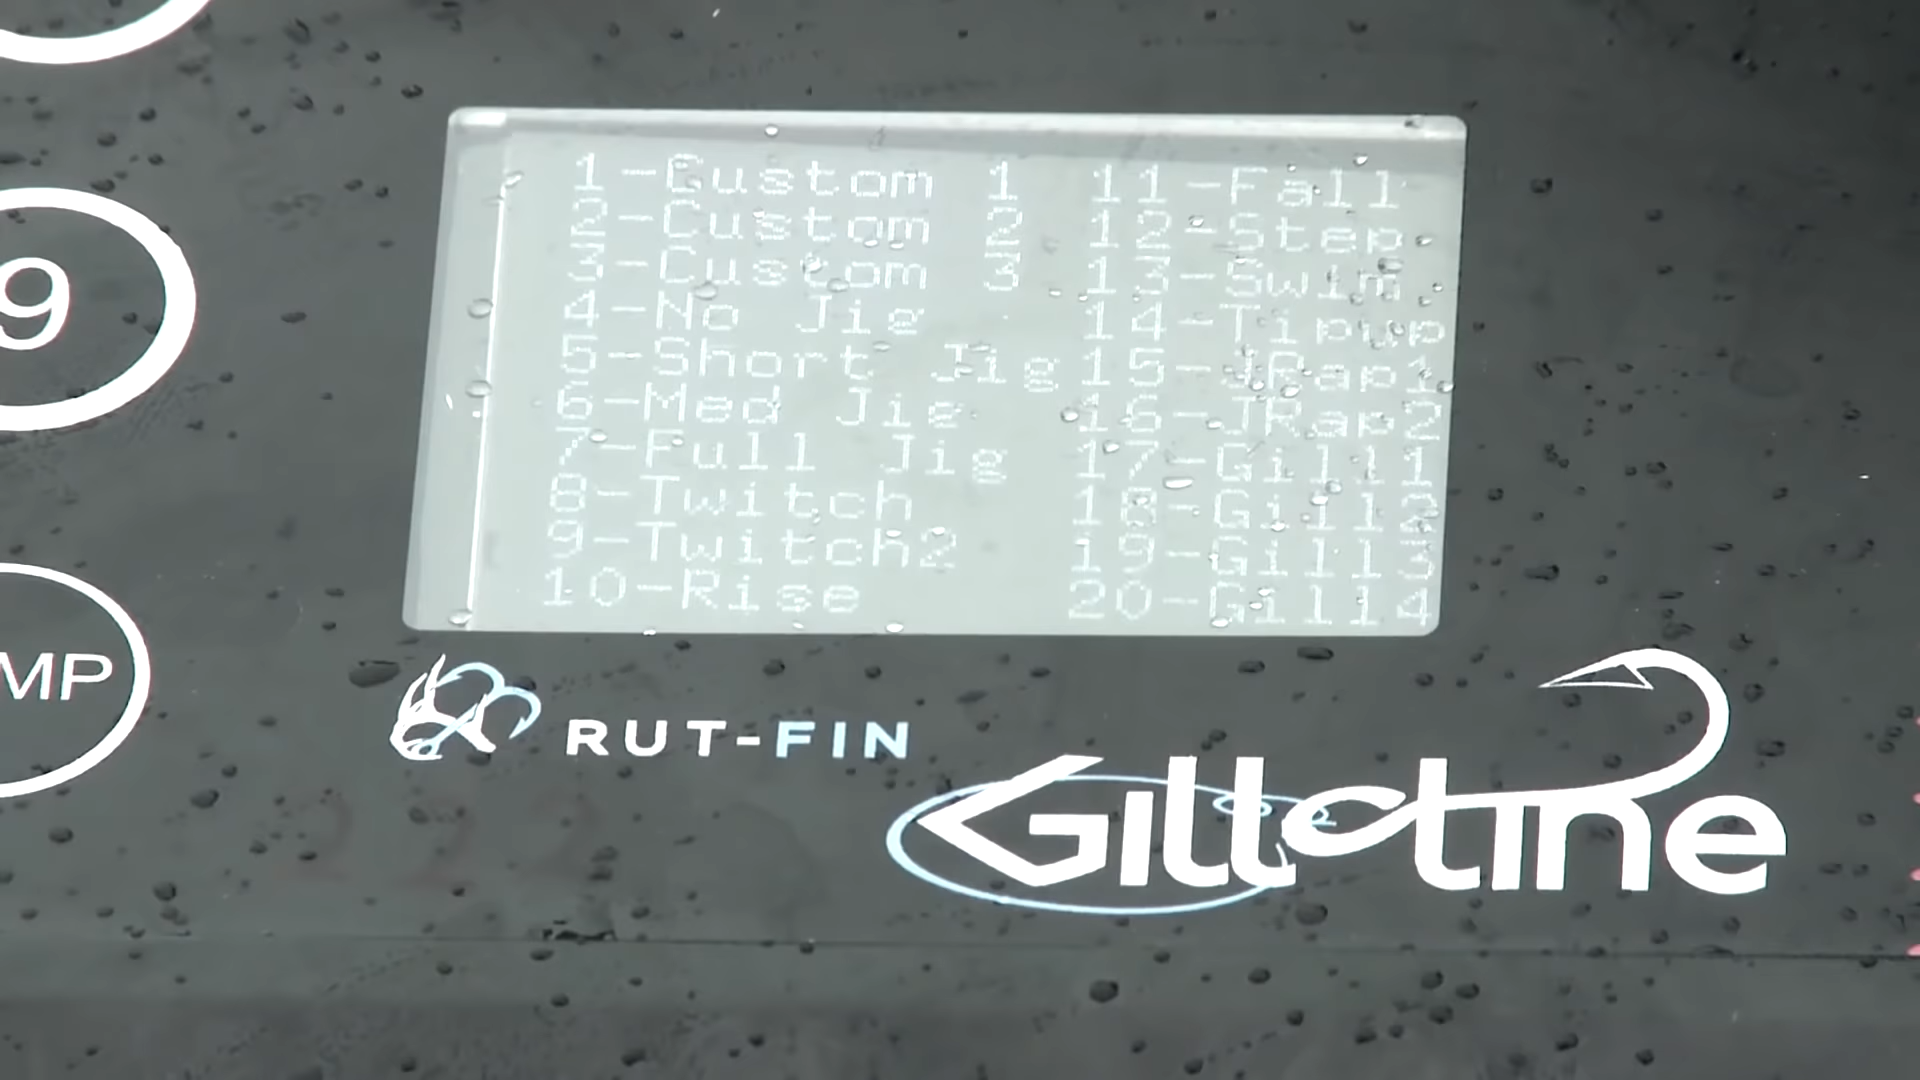 1-Custom 1 11-Fall
2-Custom 2 12-Step
3-Custom 3 13-Swim
4-No Jig 14-Tipup
5-Short Jig 15-JRap1
6-Med Jig 16-JRap2
7-Full Jig 17-Gill1
8-Twitch 18-Gill2
9-Twitch2 19-Gill3
10-Rise 20-Gill4
9
MP
RUT-FIN
Gillotine